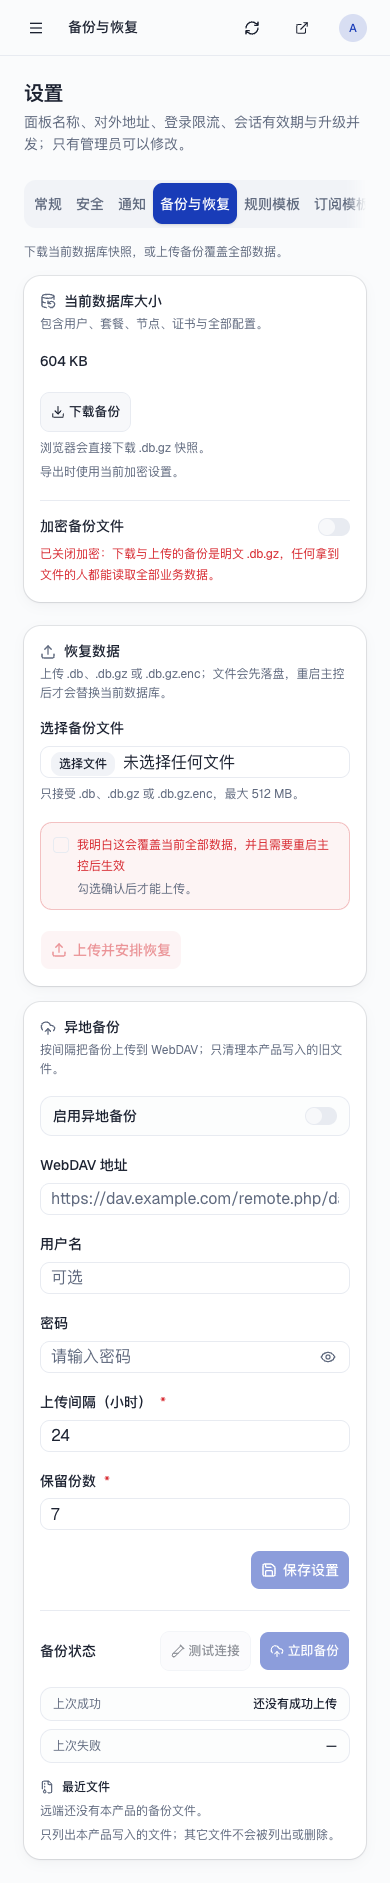 备份与恢复
A
设置
面板名称、对外地址、登录限流、会话有效期与升级并
发；只有管理员可以修改。
常规 安全 通知 备份与恢复 规则模板 订阅模板
下载当前数据库快照，或上传备份覆盖全部数据。
当前数据库大小
包含用户、套餐、节点、证书与全部配置。
604 KB
下载备份
浏览器会直接下载 .db.gz 快照。
导出时使用当前加密设置。
加密备份文件
已关闭加密：下载与上传的备份是明文 .db.gz，任何拿到
文件的人都能读取全部业务数据。
恢复数据
上传 .db、.db.gz 或 .db.gz.enc；文件会先落盘，重启主控
后才会替换当前数据库。
选择备份文件
选择文件 未选择任何文件
只接受 .db、.db.gz 或 .db.gz.enc，最大 512 MB。
我明白这会覆盖当前全部数据，并且需要重启主
控后生效
勾选确认后才能上传。
上传并安排恢复
异地备份
按间隔把备份上传到 WebDAV；只清理本产品写入的旧文
件。
启用异地备份
WebDAV 地址
https://dav.example.com/remote.php/da
用户名
可选
密码
请输入密码
上传间隔（小时） *
24
保留份数 *
7
保存设置
备份状态 测试连接 立即备份
上次成功 还没有成功上传
上次失败 —
最近文件
远端还没有本产品的备份文件。
只列出本产品写入的文件；其它文件不会被列出或删除。